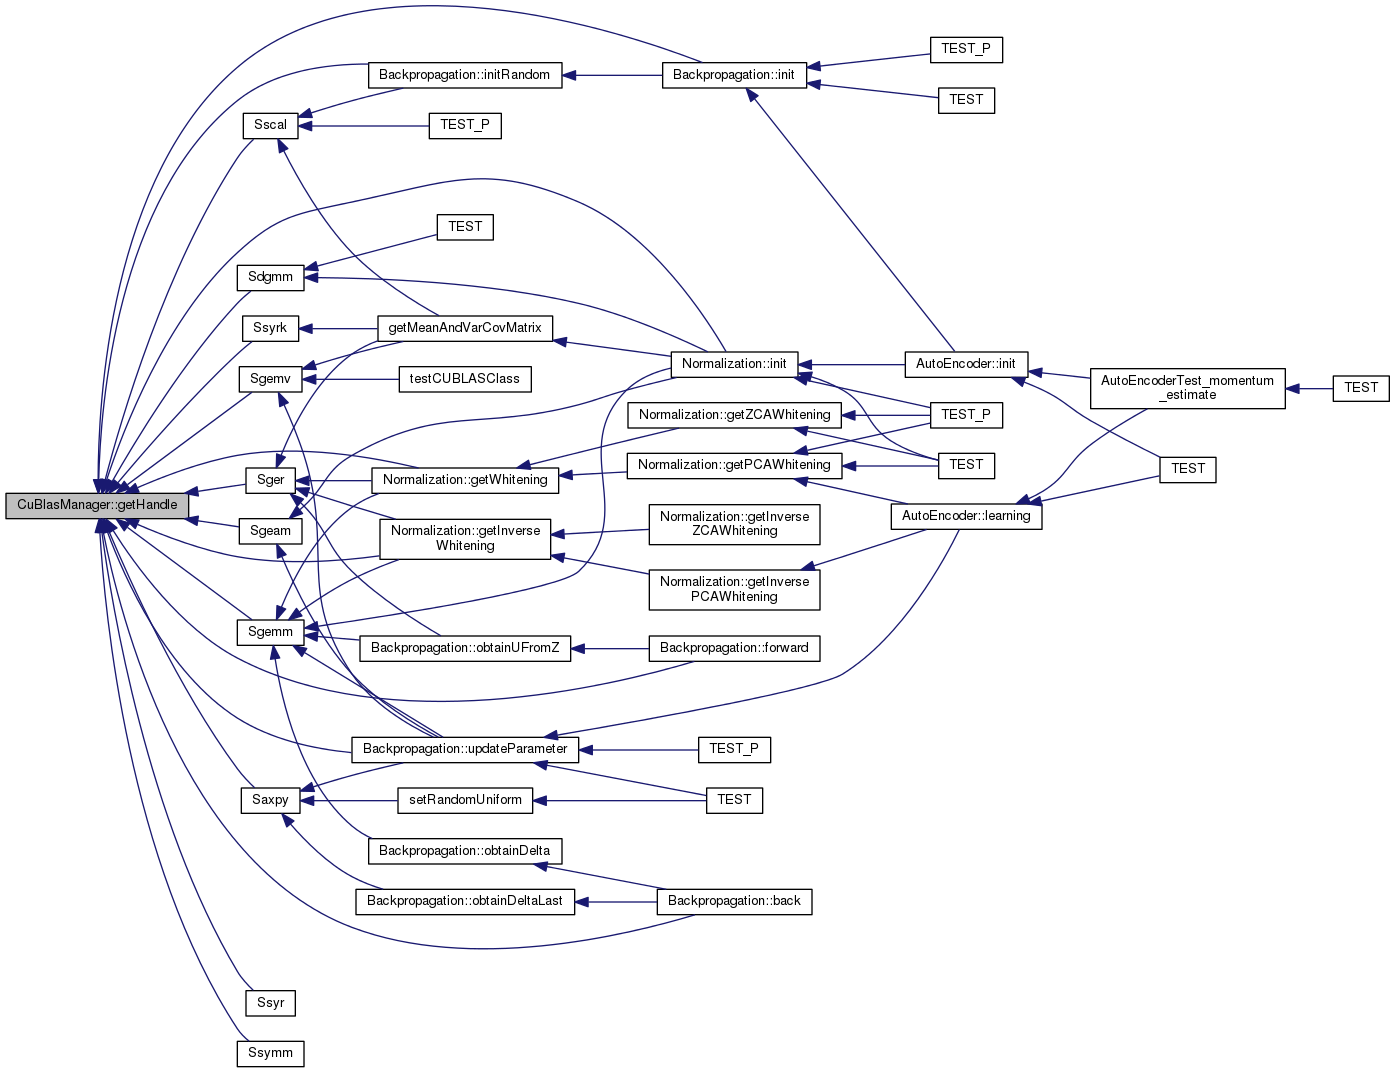 TEST_P
Backpropagation::initRandom
Backpropagation::init
TEST
Sscal
TEST_P
TEST
Sdgmm
Ssyrk
getMeanAndVarCovMatrix
Normalization::init
AutoEncoder::init
Sgemv
testCUBLASClass
AutoEncoderTest_momentum
_estimate
TEST
Normalization::getZCAWhitening
TEST_P
Sger
Normalization::getWhitening
Normalization::getPCAWhitening
TEST
TEST
CuBlasManager::getHandle
Sgeam
Normalization::getInverse
Whitening
Normalization::getInverse
ZCAWhitening
AutoEncoder::learning
Normalization::getInverse
PCAWhitening
Sgemm
Backpropagation::obtainUFromZ
Backpropagation::forward
Backpropagation::updateParameter
TEST_P
Saxpy
setRandomUniform
TEST
Backpropagation::obtainDelta
Backpropagation::obtainDeltaLast
Backpropagation::back
Ssyr
Ssymm